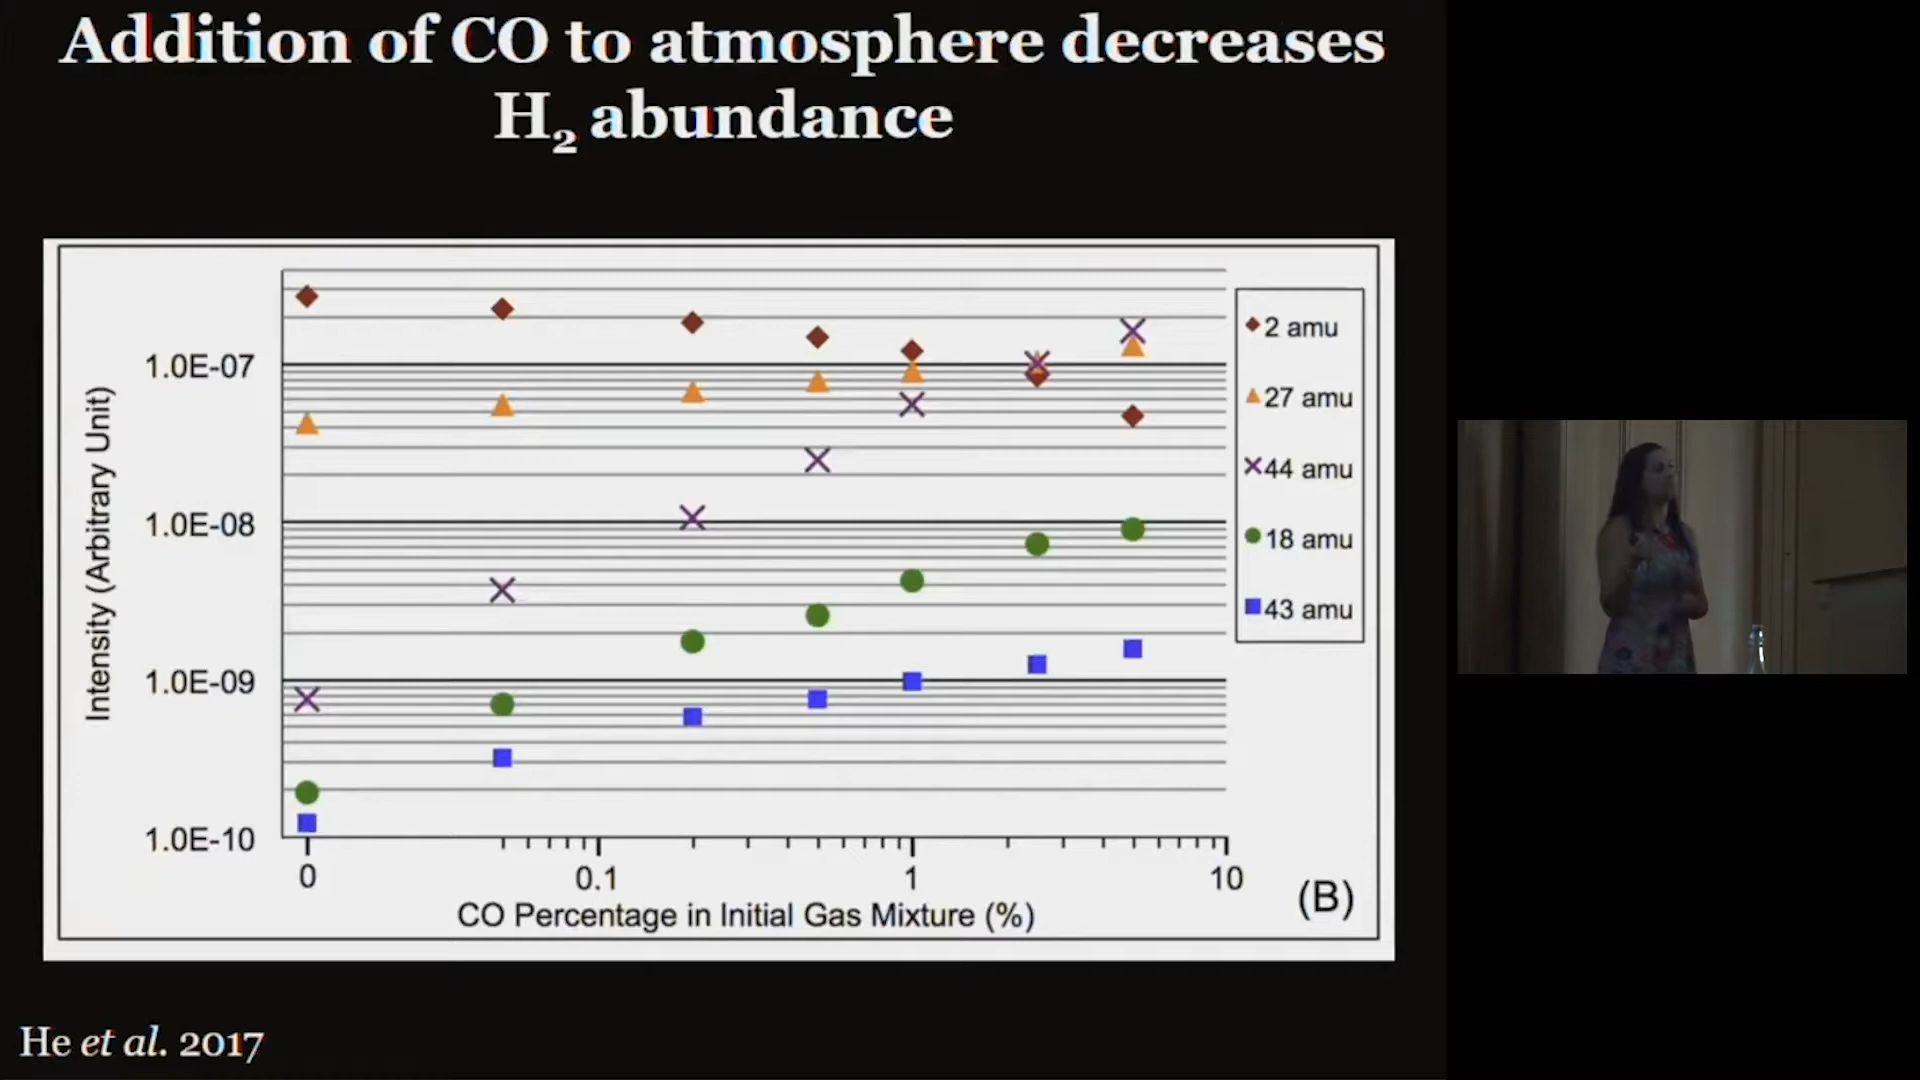 Addition of CO to atmosphere decreases
H₂ abundance
1.0E-07
1.0E-08
1.0E-09
1.0E-10
Intensity (Arbitrary Unit)
0
0.1
1
10
CO Percentage in Initial Gas Mixture (%)
2 amu
27 amu
44 amu
18 amu
43 amu
(B)
He et al. 2017